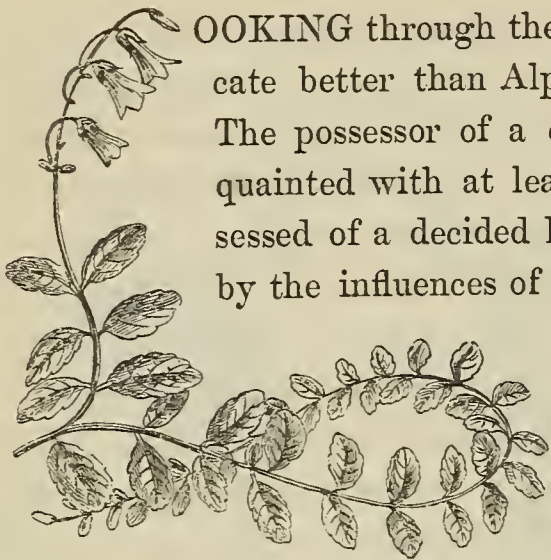 OOKING through the
cate better than Alp
The possessor of a
quainted with at lea
sessed of a decided
by the influences of